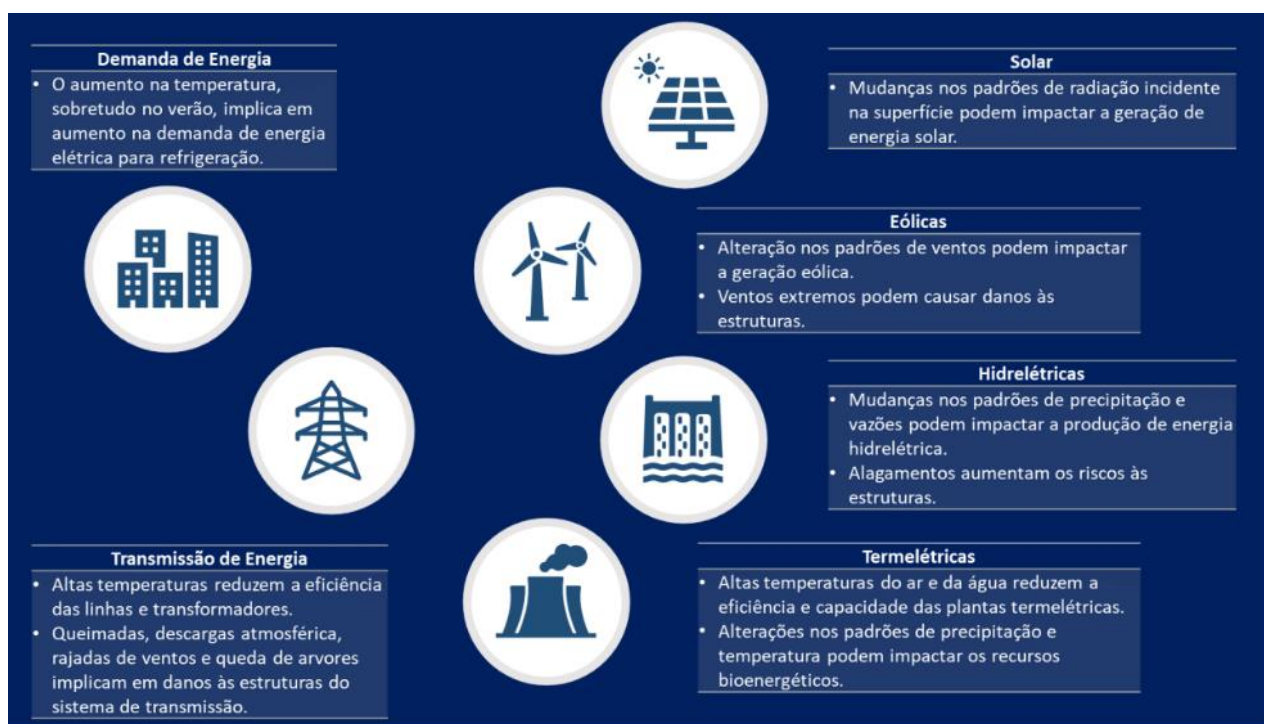 Demanda de Energia
• O aumento na temperatura,
sobretudo no verão, implica em
aumento na demanda de energia
elétrica para refrigeração.
Solar
• Mudanças nos padrões de radiação incidente
na superfície podem impactar a geração de
energia solar.
Eólicas
• Alteração nos padrões de ventos podem impactar
a geração eólica.
• Ventos extremos podem causar danos às
estruturas.
Hidrelétricas
• Mudanças nos padrões de precipitação e
vazões podem impactar a produção de energia
hidrelétrica.
• Alagamentos aumentam os riscos às
estruturas.
Transmissão de Energia
• Altas temperaturas reduzem a eficiência
das linhas e transformadores.
• Queimadas, descargas atmosférica,
rajadas de ventos e queda de arvores
implicam em danos às estruturas do
sistema de transmissão.
Termelétricas
• Altas temperaturas do ar e da água reduzem a
eficiência e capacidade das plantas termelétricas.
• Alterações nos padrões de precipitação e
temperatura podem impactar os recursos
bioenergéticos.